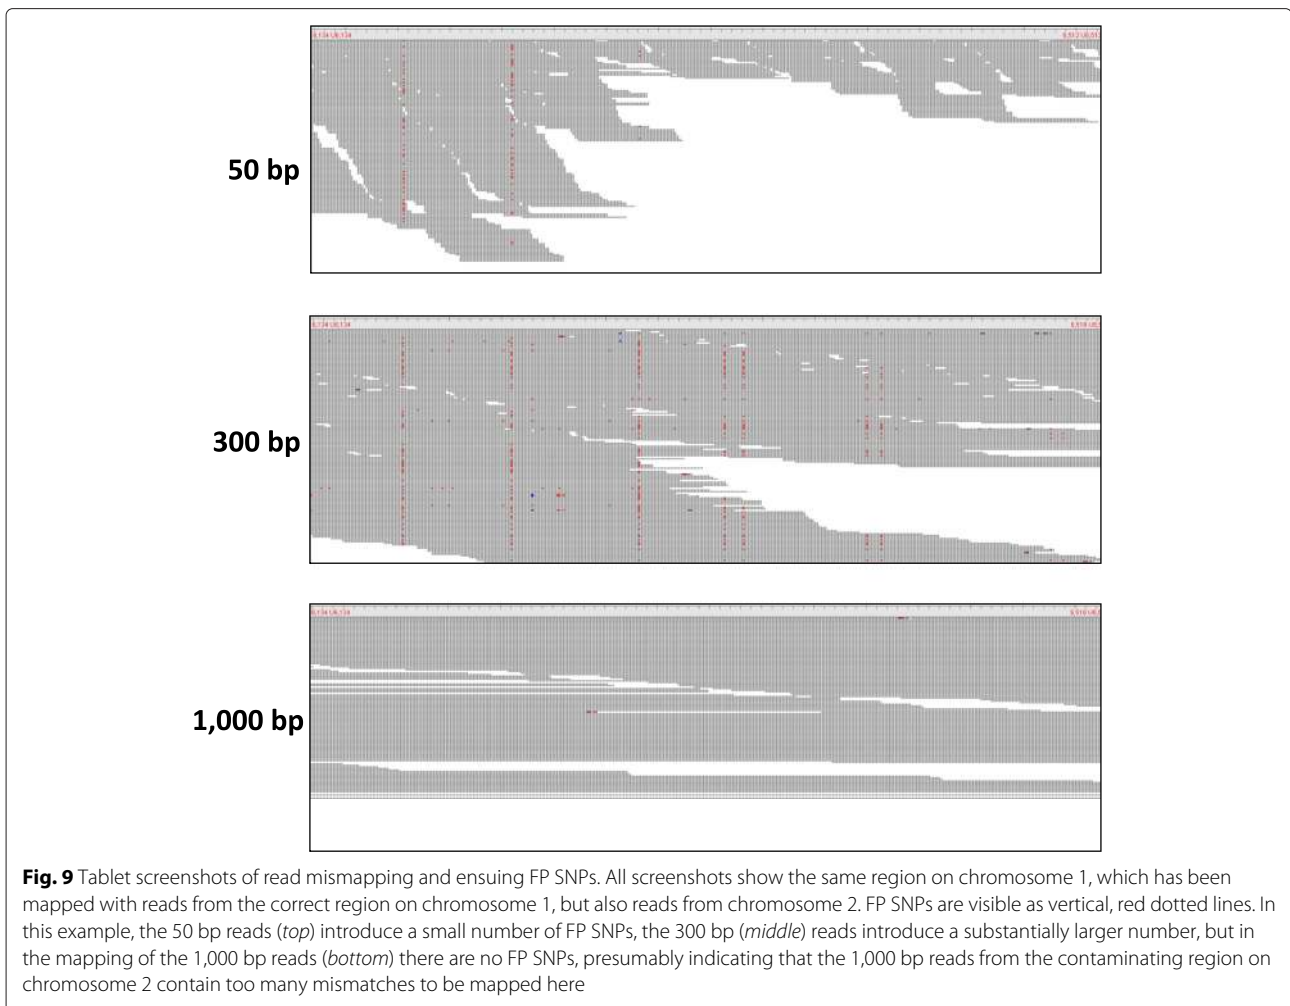 50 bp
300 bp
1,000 bp
Fig. 9 Tablet screenshots of read mismapping and ensuing FP SNPs. All screenshots show the same region on chromosome 1, which has been
mapped with reads from the correct region on chromosome 1, but also reads from chromosome 2. FP SNPs are visible as vertical, red dotted lines. In
this example, the 50 bp reads (top) introduce a small number of FP SNPs, the 300 bp (middle) reads introduce a substantially larger number, but in
the mapping of the 1,000 bp reads (bottom) there are no FP SNPs, presumably indicating that the 1,000 bp reads from the contaminating region on
chromosome 2 contain too many mismatches to be mapped here